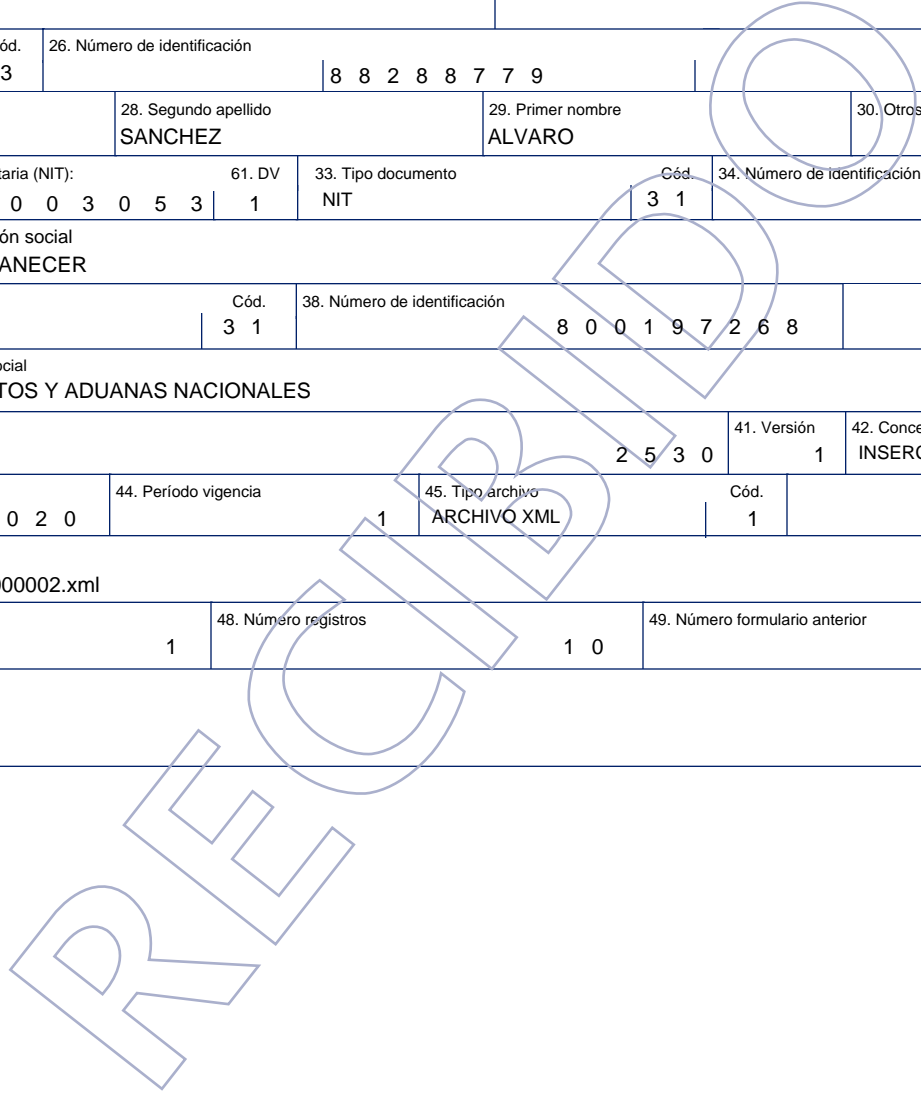 ód. 26. Número de identificación
3 8 8 2 8 8 7 7 9
28. Segundo apellido 29. Primer nombre 30. Otros
SANCHEZ ALVARO
taria (NIT): 61. DV 33. Tipo documento Cód. 34. Número de identificación
0 0 3 0 5 3 1 NIT 3 1
ón social
ANECER
Cód. 38. Número de identificación
3 1 8 0 0 1 9 7 2 6 8
ocial
TOS Y ADUANAS NACIONALES
41. Versión 42. Conce
2 5 3 0 1 INSERC
44. Período vigencia 45. Tipo archivo Cód.
0 2 0 1 ARCHIVO XML 1
000002.xml
48. Número registros 49. Número formulario anterior
1 1 0
RECIBIDO